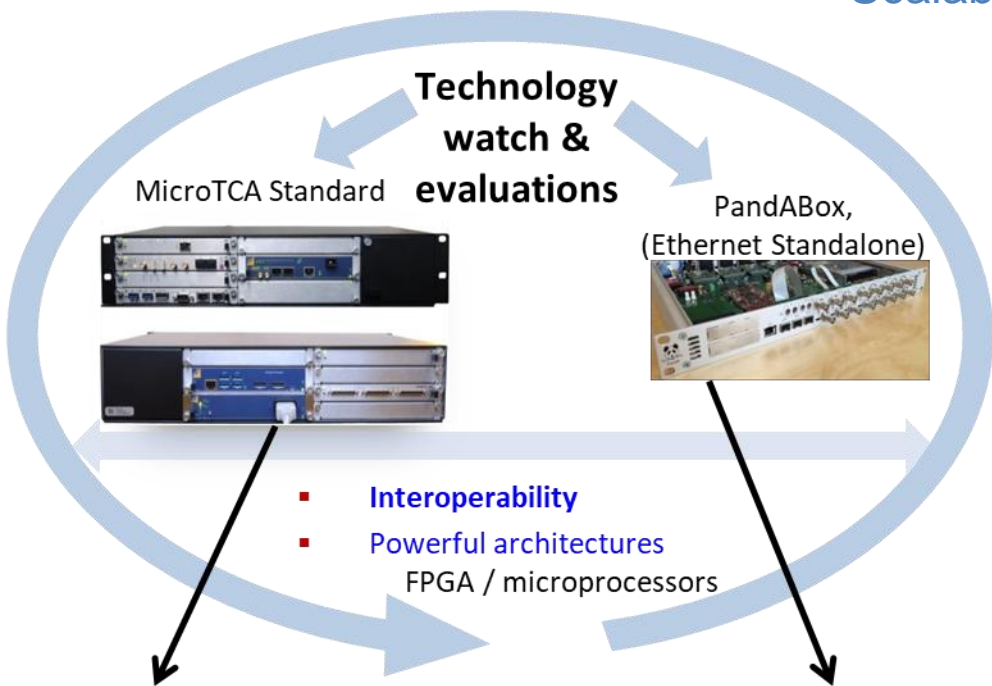 Technology
watch &
evaluations
MicroTCA Standard
PandABox,
(Ethernet Standalone)
▪ Interoperability
▪ Powerful architectures
FPGA / microprocessors